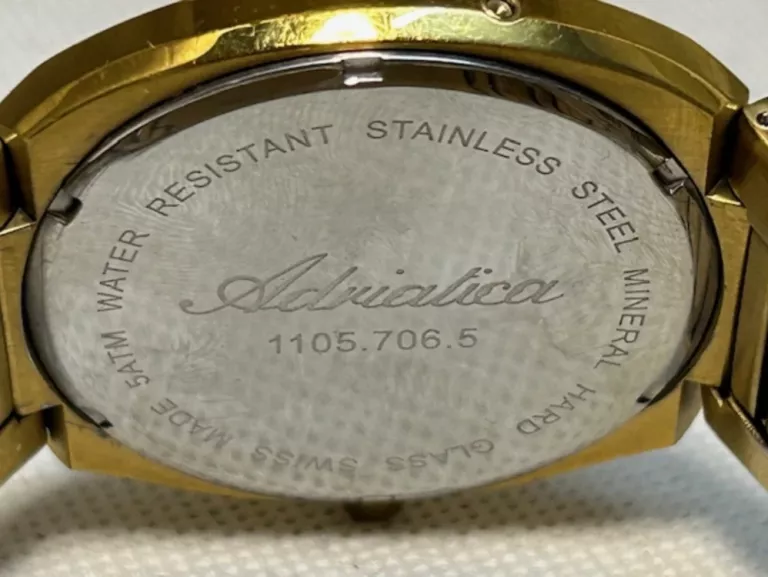 5ATM WATER RESISTANT STAINLESS STEEL MINERAL HARD GLASS SWISS MADE
Adriatica
1105.706.5